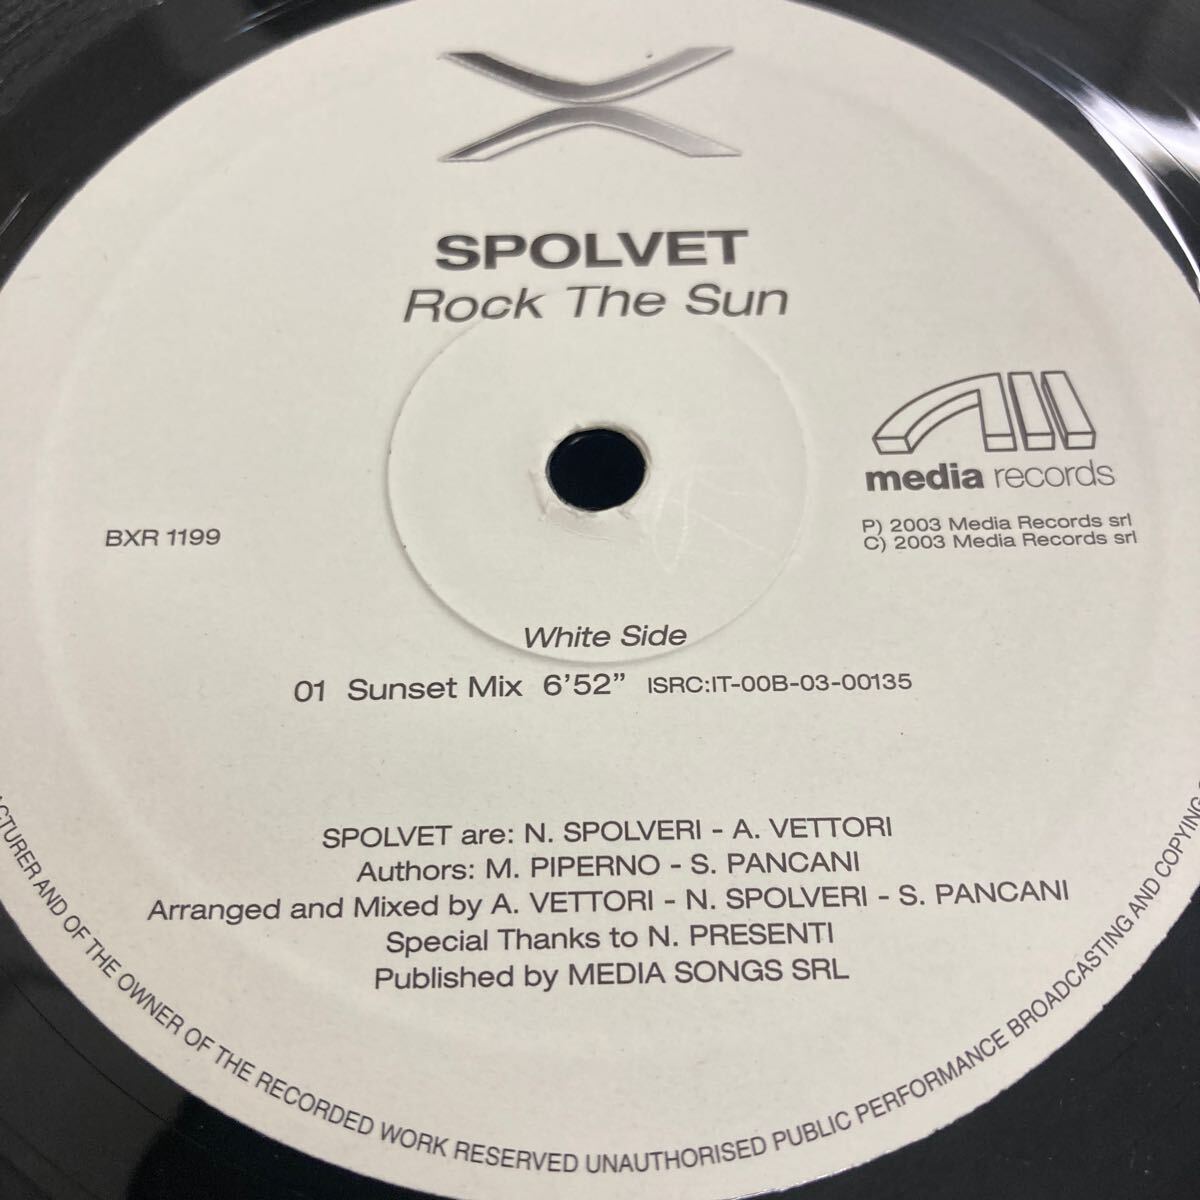 SPOLVET
Rock The Sun
media records
P) 2003 Media Records srl
C) 2003 Media Records srl
BXR 1199
White Side
01 Sunset Mix 6'52” ISRC:IT-00B-03-00135
SPOLVET are: N. SPOLVERI - A. VETTORI
Authors: M. PIPERNO - S. PANCANI
Arranged and Mixed by A. VETTORI - N. SPOLVERI - S. PANCANI
Special Thanks to N. PRESENTI
Published by MEDIA SONGS SRL
AND OF THE OWNER OF THE RECORDED WORK RESERVED UNAUTHORISED PUBLIC PERFORMANCE BROADCASTING AND COPYING